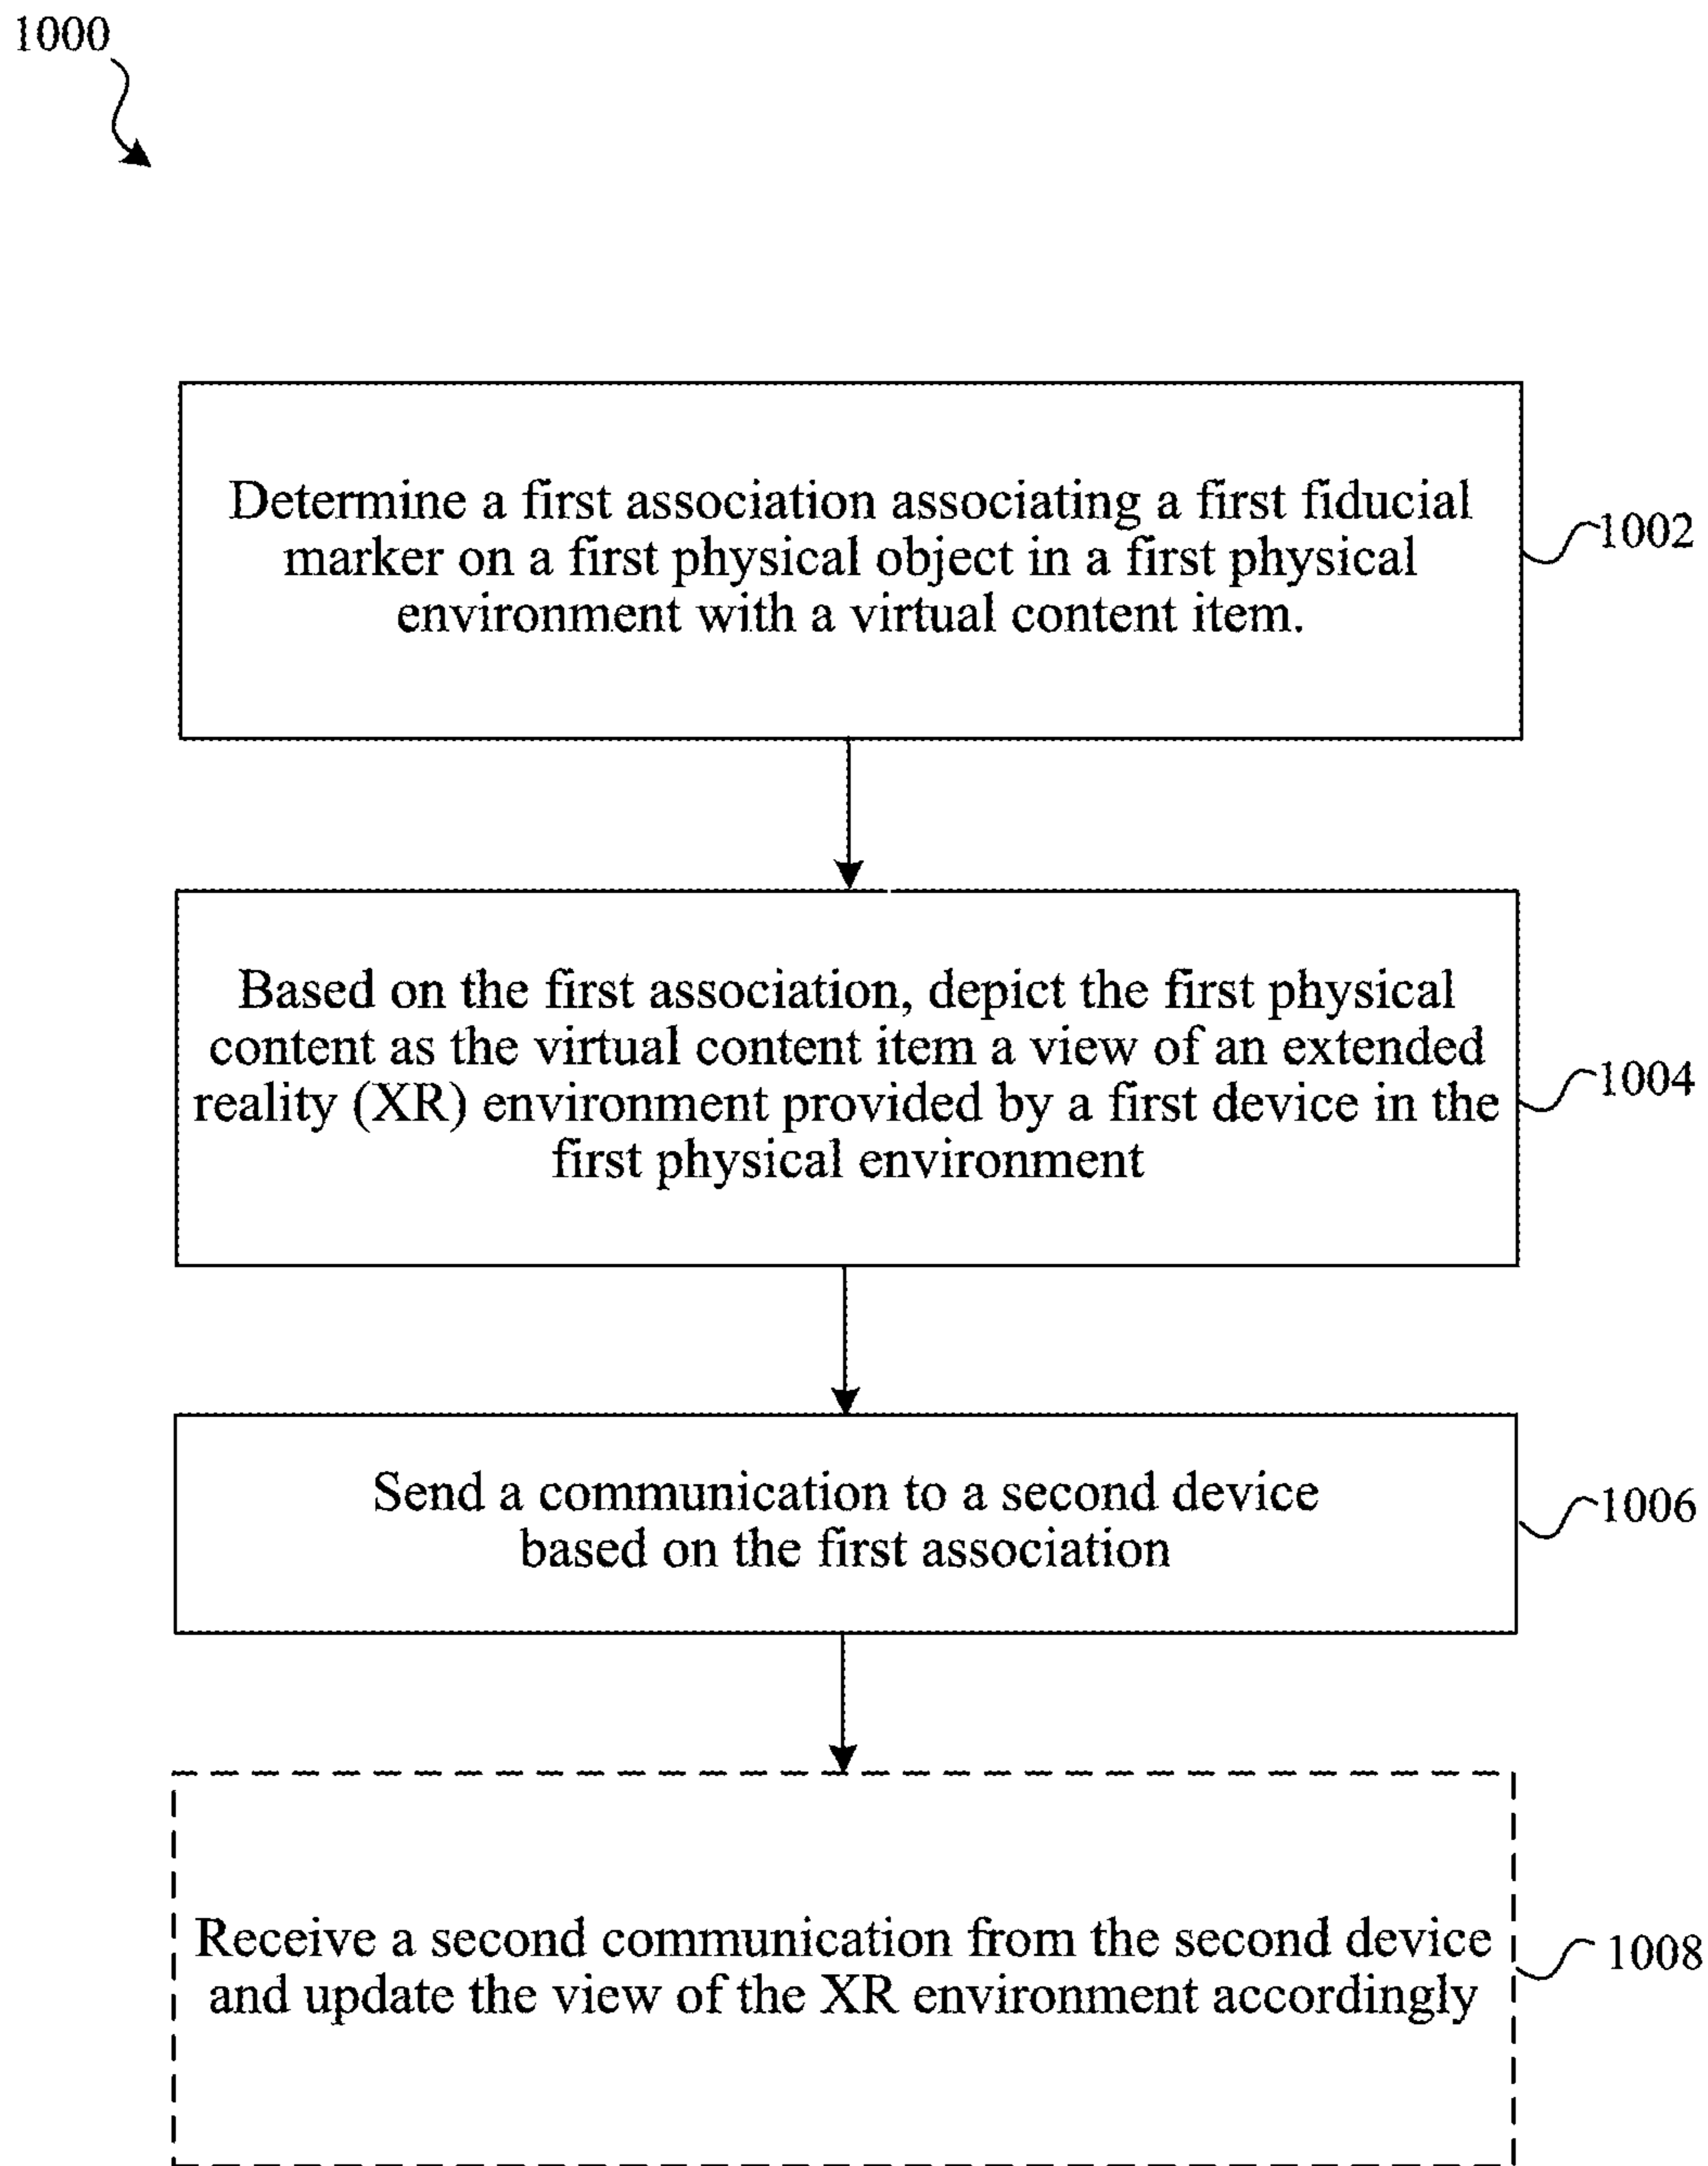 1000
Determine a first association associating a first fiducial
marker on a first physical object in a first physical
environment with a virtual content item.
1002
Based on the first association, depict the first physical
content as the virtual content item a view of an extended
reality (XR) environment provided by a first device in the
first physical environment
1004
Send a communication to a second device
based on the first association
1006
Receive a second communication from the second device
and update the view of the XR environment accordingly
1008